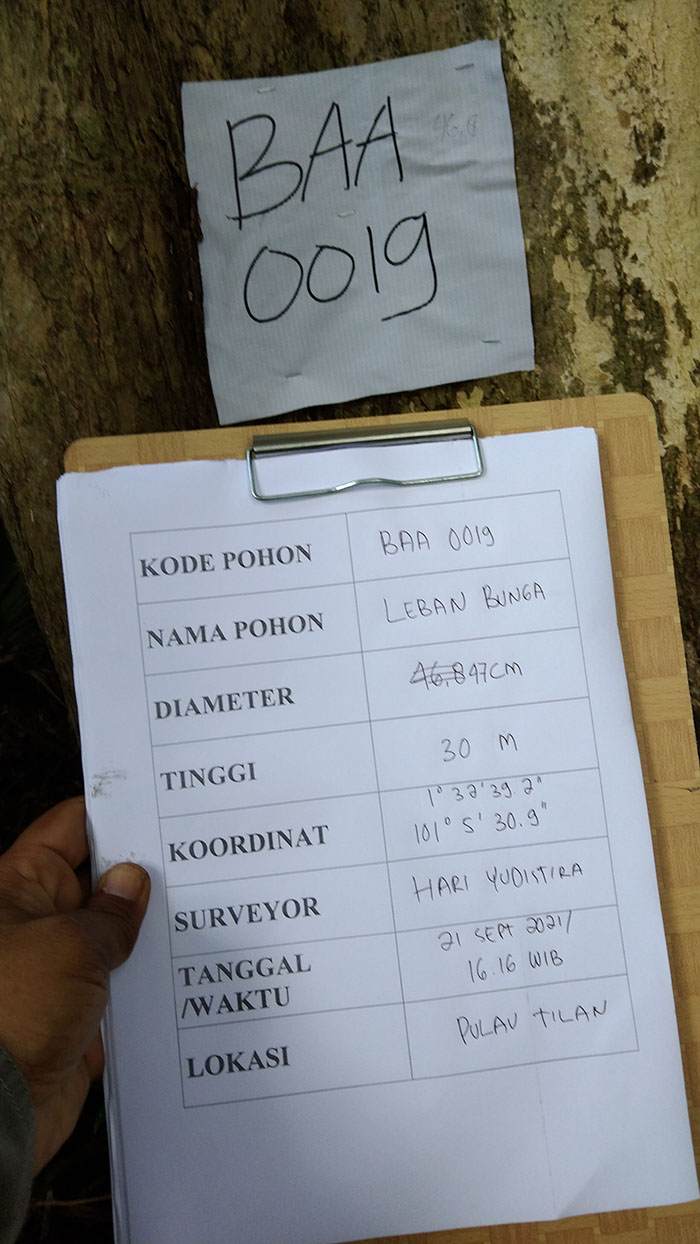 BAA 46.8
0019
KODE POHON BAA 0019
NAMA POHON LEBAN BUNGA
DIAMETER 47CM
TINGGI 30 M
KOORDINAT 1° 32' 39.2"
101° 5' 30.9"
SURVEYOR HARI YUDISTIRA
TANGGAL 21 SEPT 2021/
/WAKTU 16.16 WIB
LOKASI PULAU TILAN